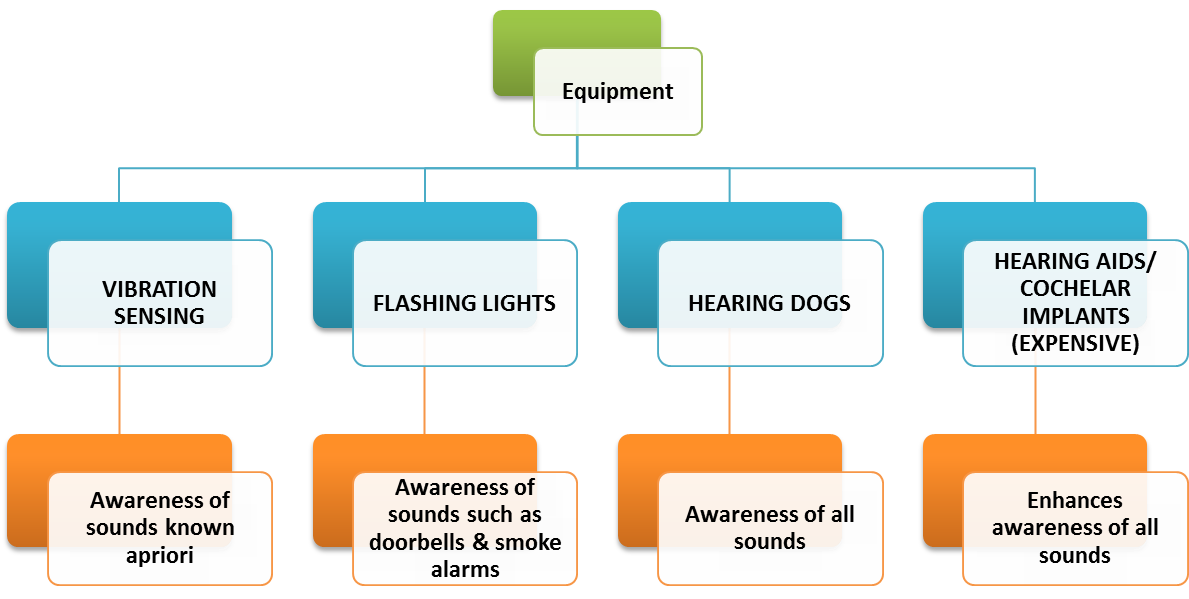 Equipment
VIBRATION
SENSING
FLASHING LIGHTS
HEARING DOGS
HEARING AIDS/
COCHELAR
IMPLANTS
(EXPENSIVE)
Awareness of
sounds known
apriori
Awareness of
sounds such as
doorbells & smoke
alarms
Awareness of all
sounds
Enhances
awareness of all
sounds